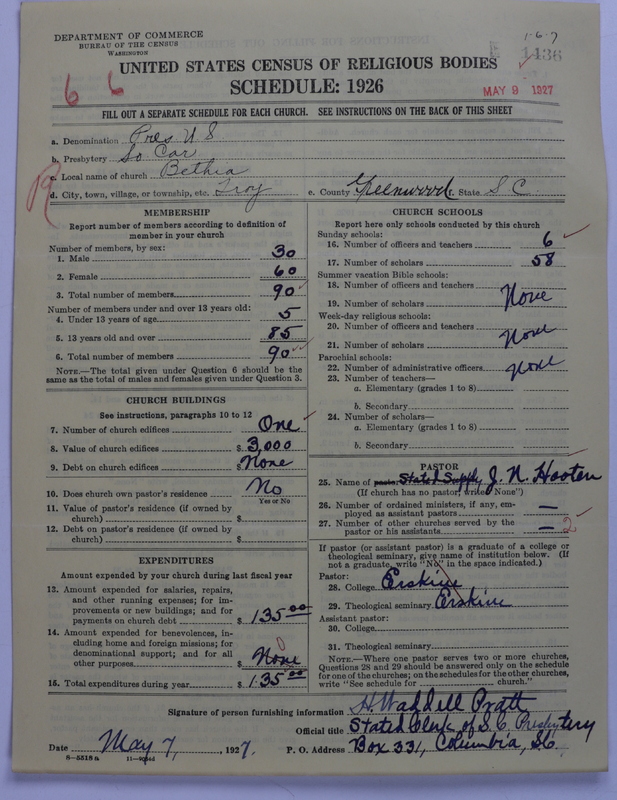 DEPARTMENT OF COMMERCE
BUREAU OF THE CENSUS
WASHINGTON
1-6-7
1436
MAY 9 1927
6 6
UNITED STATES CENSUS OF RELIGIOUS BODIES
SCHEDULE: 1926
FILL OUT A SEPARATE SCHEDULE FOR EACH CHURCH. SEE INSTRUCTIONS ON THE BACK OF THIS SHEET
a. Denomination Pres U S
b. Presbytery So Car
c. Local name of church Bethia
d. City, town, village, or township, etc. Troy e. County Greenwood f. State S C
MEMBERSHIP
Report number of members according to definition of
member in your church
Number of members, by sex:
1. Male 30
2. Female 60
3. Total number of members 90
Number of members under and over 13 years old:
4. Under 13 years of age 5
5. 13 years old and over 85
6. Total number of members 90
NOTE.—The total given under Question 6 should be
same as the total of males and females given under Question 3.
CHURCH BUILDINGS
See instructions, paragraphs 10 to 12
7. Number of church edifices One
8. Value of church edifices $ 3,000
9. Debt on church edifices $ None
10. Does church own pastor's residence No
Yes or No
11. Value of pastor's residence (if owned by
church) $
12. Debt on pastor's residence (if owned by
church) $
EXPENDITURES
Amount expended by your church during last fiscal year
13. Amount expended for salaries, repairs,
and other running expenses; for im-
provements or new buildings; and for
payments on church debt $ 135 00
14. Amount expended for benevolences, in-
cluding home and foreign missions; for
denominational support; and for all
other purposes $ None
0
15. Total expenditures during year $ 135 00
CHURCH SCHOOLS
Report here only schools conducted by this church
Sunday schools:
16. Number of officers and teachers 6
17. Number of scholars 58
Summer vacation Bible schools:
18. Number of officers and teachers
19. Number of scholars None
Week-day religious schools:
20. Number of officers and teachers
21. Number of scholars None
Parochial schools:
22. Number of administrative officers None
23. Number of teachers—
a. Elementary (grades 1 to 8)
b. Secondary
24. Number of scholars—
a. Elementary (grades 1 to 8)
b. Secondary
PASTOR
25. Name of pastor Stated Supply J. N. Hooten
(If church has no pastor, write "None")
26. Number of ordained ministers, if any, em-
ployed as assistant pastors —
27. Number of other churches served by the
pastor or his assistants — 2
If pastor (or assistant pastor) is a graduate of a college or
theological seminary, give name of institution below. (If
not a graduate, write "No" in the space indicated.)
Pastor:
28. College Erskine
29. Theological seminary Erskine
Assistant pastor:
30. College
31. Theological seminary
NOTE.—Where one pastor serves two or more churches,
Questions 28 and 29 should be answered only on the schedule
for one of the churches; on the schedules for the other churches,
write "See schedule for church."
Signature of person furnishing information H. Waddell Pratt
Official title Stated Clerk of S.C. Presbytery
Date May 7, 1927. P. O. Address Box 331, Columbia, S.C.
8—5518a